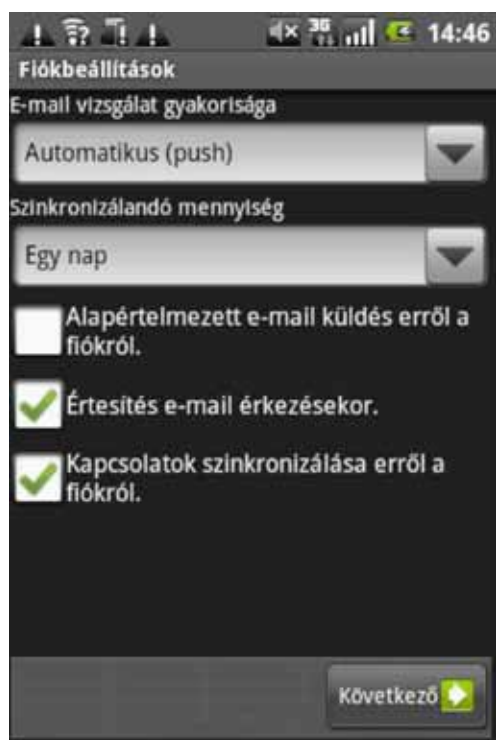 3G 14:46
Fiókbeállítások
E-mail vizsgálat gyakorisága
Automatikus (push)
Szinkronizálandó mennyiség
Egy nap
Alapértelmezett e-mail küldés erről a
fiókról.
Értesítés e-mail érkezésekor.
Kapcsolatok szinkronizálása erről a
fiókról.
Következő